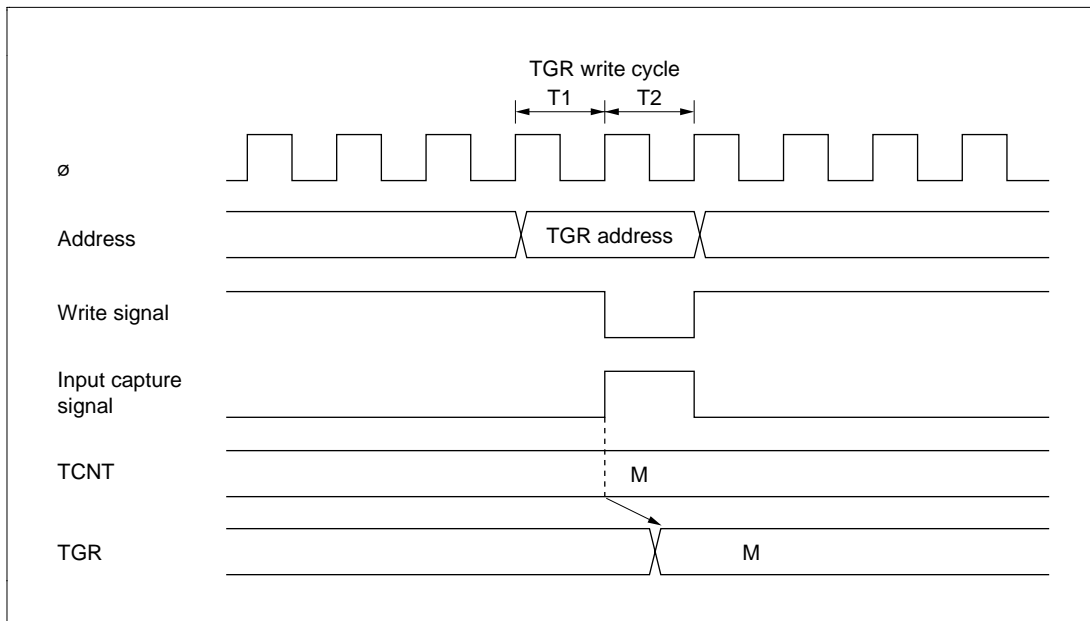 TGR write cycle
T1 T2
ø
Address
TGR address
Write signal
Input capture
signal
TCNT
M
TGR
M